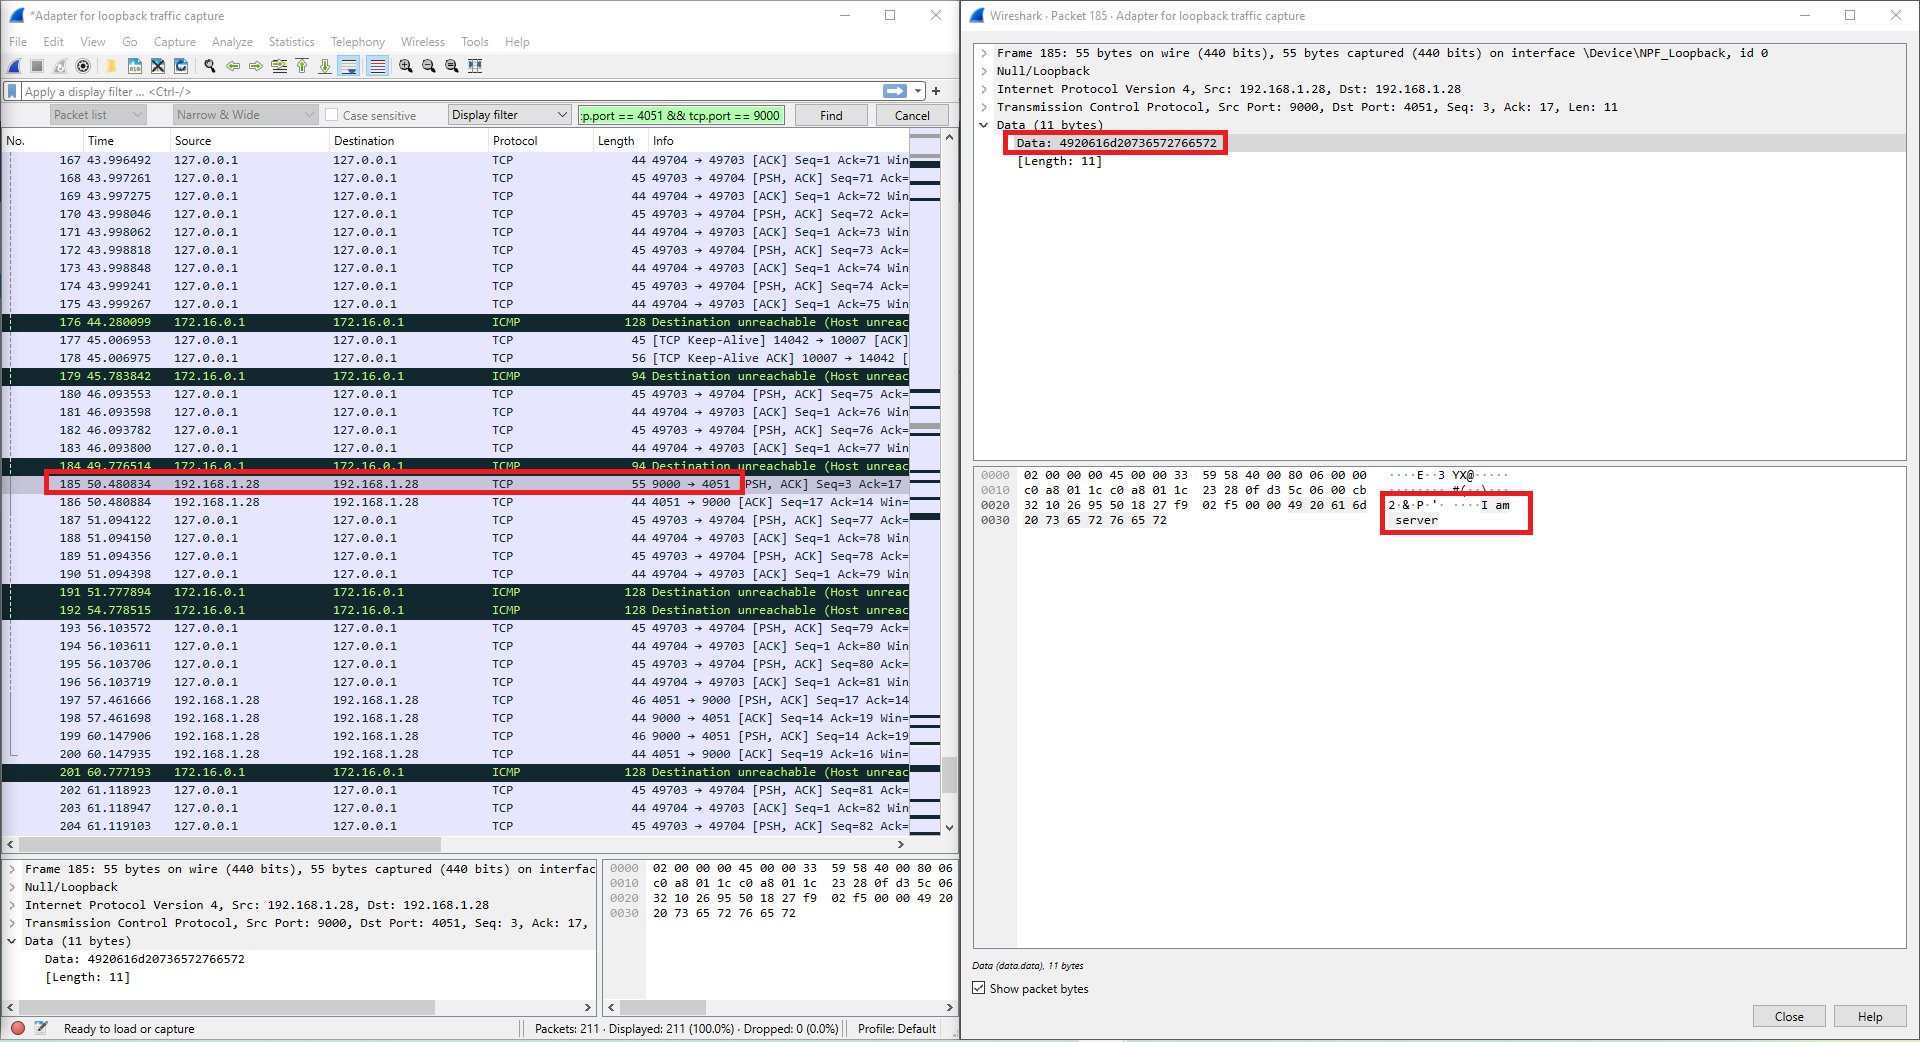 *Adapter for loopback traffic capture
File Edit View Go Capture Analyze Statistics Telephony Wireless Tools Help
Apply a display filter ... <Ctrl-/>
Packet list Narrow & Wide Case sensitive Display filter :p.port == 4051 && tcp.port == 9000 Find Cancel
No. Time Source Destination Protocol Length Info
167 43.996492 127.0.0.1 127.0.0.1 TCP 44 49704 → 49703 [ACK] Seq=1 Ack=71 Win
168 43.997261 127.0.0.1 127.0.0.1 TCP 45 49703 → 49704 [PSH, ACK] Seq=71 Ack=
169 43.997275 127.0.0.1 127.0.0.1 TCP 44 49704 → 49703 [ACK] Seq=1 Ack=72 Win
170 43.998046 127.0.0.1 127.0.0.1 TCP 45 49703 → 49704 [PSH, ACK] Seq=72 Ack=
171 43.998062 127.0.0.1 127.0.0.1 TCP 44 49704 → 49703 [ACK] Seq=1 Ack=73 Win
172 43.998818 127.0.0.1 127.0.0.1 TCP 45 49703 → 49704 [PSH, ACK] Seq=73 Ack=
173 43.998848 127.0.0.1 127.0.0.1 TCP 44 49704 → 49703 [ACK] Seq=1 Ack=74 Win
174 43.999241 127.0.0.1 127.0.0.1 TCP 45 49703 → 49704 [PSH, ACK] Seq=74 Ack=
175 43.999267 127.0.0.1 127.0.0.1 TCP 44 49704 → 49703 [ACK] Seq=1 Ack=75 Win
176 44.280099 172.16.0.1 172.16.0.1 ICMP 128 Destination unreachable (Host unreac
177 45.006953 127.0.0.1 127.0.0.1 TCP 45 [TCP Keep-Alive] 14042 → 10007 [ACK]
178 45.006975 127.0.0.1 127.0.0.1 TCP 56 [TCP Keep-Alive ACK] 10007 → 14042 [
179 45.783842 172.16.0.1 172.16.0.1 ICMP 94 Destination unreachable (Host unreac
180 46.093553 127.0.0.1 127.0.0.1 TCP 45 49703 → 49704 [PSH, ACK] Seq=75 Ack=
181 46.093598 127.0.0.1 127.0.0.1 TCP 44 49704 → 49703 [ACK] Seq=1 Ack=76 Win
182 46.093782 127.0.0.1 127.0.0.1 TCP 45 49703 → 49704 [PSH, ACK] Seq=76 Ack=
183 46.093800 127.0.0.1 127.0.0.1 TCP 44 49704 → 49703 [ACK] Seq=1 Ack=77 Win
184 49.776514 172.16.0.1 172.16.0.1 ICMP 94 Destination unreachable (Host unreac
185 50.480834 192.168.1.28 192.168.1.28 TCP 55 9000 → 4051 [PSH, ACK] Seq=3 Ack=17
186 50.480884 192.168.1.28 192.168.1.28 TCP 44 4051 → 9000 [ACK] Seq=17 Ack=14 Win=
187 51.094122 127.0.0.1 127.0.0.1 TCP 45 49703 → 49704 [PSH, ACK] Seq=77 Ack=
188 51.094150 127.0.0.1 127.0.0.1 TCP 44 49704 → 49703 [ACK] Seq=1 Ack=78 Win
189 51.094356 127.0.0.1 127.0.0.1 TCP 45 49703 → 49704 [PSH, ACK] Seq=78 Ack=
190 51.094398 127.0.0.1 127.0.0.1 TCP 44 49704 → 49703 [ACK] Seq=1 Ack=79 Win
191 51.777894 172.16.0.1 172.16.0.1 ICMP 128 Destination unreachable (Host unreac
192 54.778515 172.16.0.1 172.16.0.1 ICMP 128 Destination unreachable (Host unreac
193 56.103572 127.0.0.1 127.0.0.1 TCP 45 49703 → 49704 [PSH, ACK] Seq=79 Ack=
194 56.103611 127.0.0.1 127.0.0.1 TCP 44 49704 → 49703 [ACK] Seq=1 Ack=80 Win
195 56.103706 127.0.0.1 127.0.0.1 TCP 45 49703 → 49704 [PSH, ACK] Seq=80 Ack=
196 56.103719 127.0.0.1 127.0.0.1 TCP 44 49704 → 49703 [ACK] Seq=1 Ack=81 Win
197 57.461666 192.168.1.28 192.168.1.28 TCP 46 4051 → 9000 [PSH, ACK] Seq=17 Ack=14
198 57.461698 192.168.1.28 192.168.1.28 TCP 44 9000 → 4051 [ACK] Seq=14 Ack=19 Win=
199 60.147906 192.168.1.28 192.168.1.28 TCP 46 9000 → 4051 [PSH, ACK] Seq=14 Ack=19
200 60.147935 192.168.1.28 192.168.1.28 TCP 44 4051 → 9000 [ACK] Seq=19 Ack=16 Win=
201 60.777193 172.16.0.1 172.16.0.1 ICMP 128 Destination unreachable (Host unreac
202 61.118923 127.0.0.1 127.0.0.1 TCP 45 49703 → 49704 [PSH, ACK] Seq=81 Ack=
203 61.118947 127.0.0.1 127.0.0.1 TCP 44 49704 → 49703 [ACK] Seq=1 Ack=82 Win
204 61.119103 127.0.0.1 127.0.0.1 TCP 45 49703 → 49704 [PSH, ACK] Seq=82 Ack=
Frame 185: 55 bytes on wire (440 bits), 55 bytes captured (440 bits) on interfac
Null/Loopback
Internet Protocol Version 4, Src: 192.168.1.28, Dst: 192.168.1.28
Transmission Control Protocol, Src Port: 9000, Dst Port: 4051, Seq: 3, Ack: 17,
Data (11 bytes)
Data: 4920616d20736572766572
[Length: 11]
0000 02 00 00 00 45 00 00 33 59 58 40 00 80 06
0010 c0 a8 01 1c c0 a8 01 1c 23 28 0f d3 5c 06
0020 32 10 26 95 50 18 27 f9 02 f5 00 00 49 20
0030 20 73 65 72 76 65 72
Ready to load or capture Packets: 211 · Displayed: 211 (100.0%) · Dropped: 0 (0.0%) Profile: Default
Wireshark · Packet 185 · Adapter for loopback traffic capture
Frame 185: 55 bytes on wire (440 bits), 55 bytes captured (440 bits) on interface \Device\NPF_Loopback, id 0
Null/Loopback
Internet Protocol Version 4, Src: 192.168.1.28, Dst: 192.168.1.28
Transmission Control Protocol, Src Port: 9000, Dst Port: 4051, Seq: 3, Ack: 17, Len: 11
Data (11 bytes)
Data: 4920616d20736572766572
[Length: 11]
0000 02 00 00 00 45 00 00 33 59 58 40 00 80 06 00 00 ····E··3 YX@·····
0010 c0 a8 01 1c c0 a8 01 1c 23 28 0f d3 5c 06 00 cb ········ #(··\···
0020 32 10 26 95 50 18 27 f9 02 f5 00 00 49 20 61 6d 2·&·P·'· ····I am
0030 20 73 65 72 76 65 72 server
Data (data.data), 11 bytes
Show packet bytes
Close Help